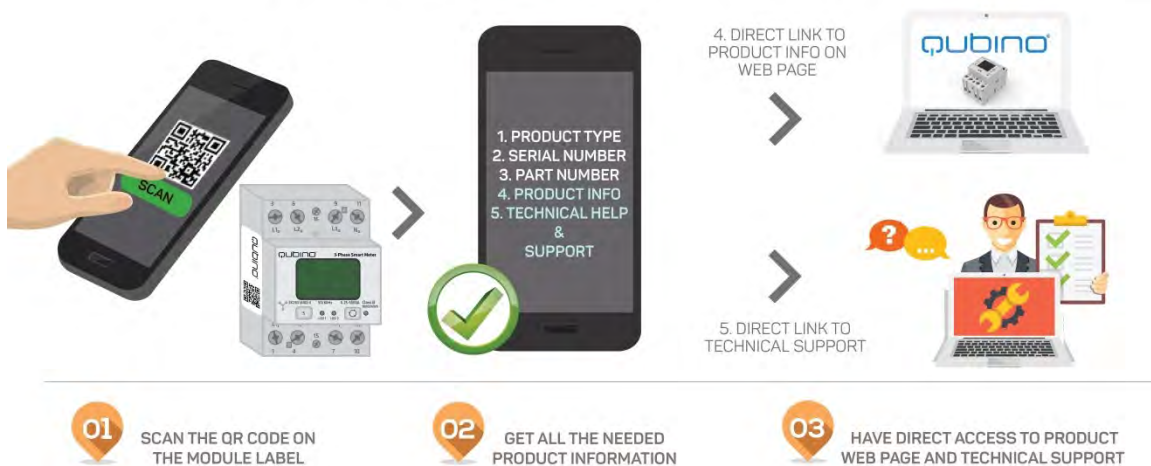 SCAN
QUBINO
QUBINO
3 Phase Smart Meter
1. PRODUCT TYPE
2. SERIAL NUMBER
3. PART NUMBER
4. PRODUCT INFO
5. TECHNICAL HELP
&
SUPPORT
4. DIRECT LINK TO
PRODUCT INFO ON
WEB PAGE
QUBINO
?
...
5. DIRECT LINK TO
TECHNICAL SUPPORT
01
SCAN THE QR CODE ON
THE MODULE LABEL
02
GET ALL THE NEEDED
PRODUCT INFORMATION
03
HAVE DIRECT ACCESS TO PRODUCT
WEB PAGE AND TECHNICAL SUPPORT